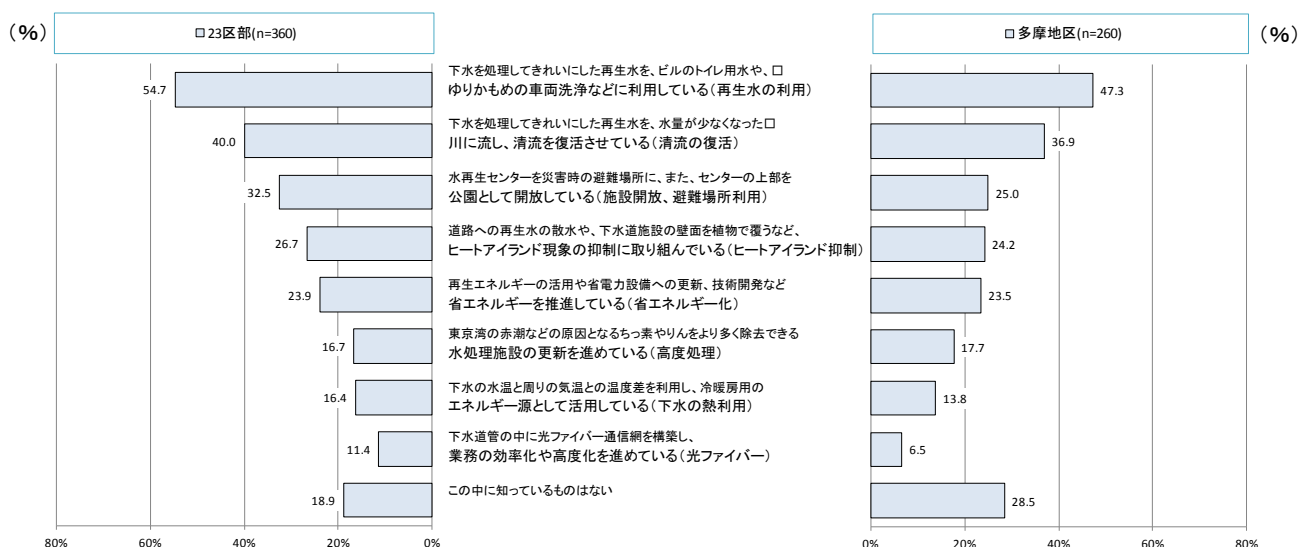 (%)
□ 23区部(n=360)
□ 多摩地区(n=260)
(%)
下水を処理してきれいにした再生水を、ビルのトイレ用水や、□
ゆりかもめの車両洗浄などに利用している(再生水の利用)
54.7
47.3
下水を処理してきれいにした再生水を、水量が少なくなった□
川に流し、清流を復活させている(清流の復活)
40.0
36.9
水再生センターを災害時の避難場所に、また、センターの上部を
公園として開放している(施設開放、避難場所利用)
32.5
25.0
道路への再生水の散水や、下水道施設の壁面を植物で覆うなど、
ヒートアイランド現象の抑制に取り組んでいる(ヒートアイランド抑制)
26.7
24.2
再生エネルギーの活用や省電力設備への更新、技術開発など
省エネルギーを推進している(省エネルギー化)
23.9
23.5
東京湾の赤潮などの原因となるちっ素やりんをより多く除去できる
水処理施設の更新を進めている(高度処理)
16.7
17.7
下水の水温と周りの気温との温度差を利用し、冷暖房用の
エネルギー源として活用している(下水の熱利用)
16.4
13.8
下水道管の中に光ファイバー通信網を構築し、
業務の効率化や高度化を進めている(光ファイバー)
11.4
6.5
この中に知っているものはない
18.9
28.5
80% 60% 40% 20% 0%
0% 20% 40% 60% 80%